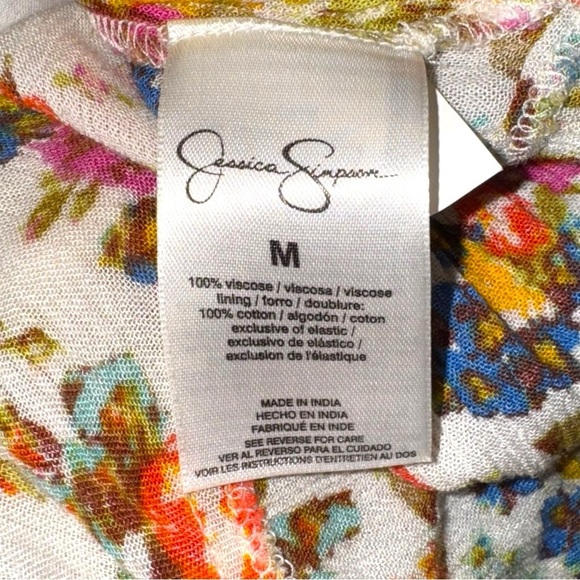 Jessica Simpson
M
100% viscose / viscosa / viscose
lining / forro / doublure:
100% cotton / algodón / coton
exclusive of elastic /
exclusivo de elástico /
exclusion de l'élastique
MADE IN INDIA
HECHO EN INDIA
FABRIQUÉ EN INDE
SEE REVERSE FOR CARE
VER AL REVERSO PARA EL CUIDADO
VOIR LES INSTRUCTIONS D'ENTRETIEN AU DOS